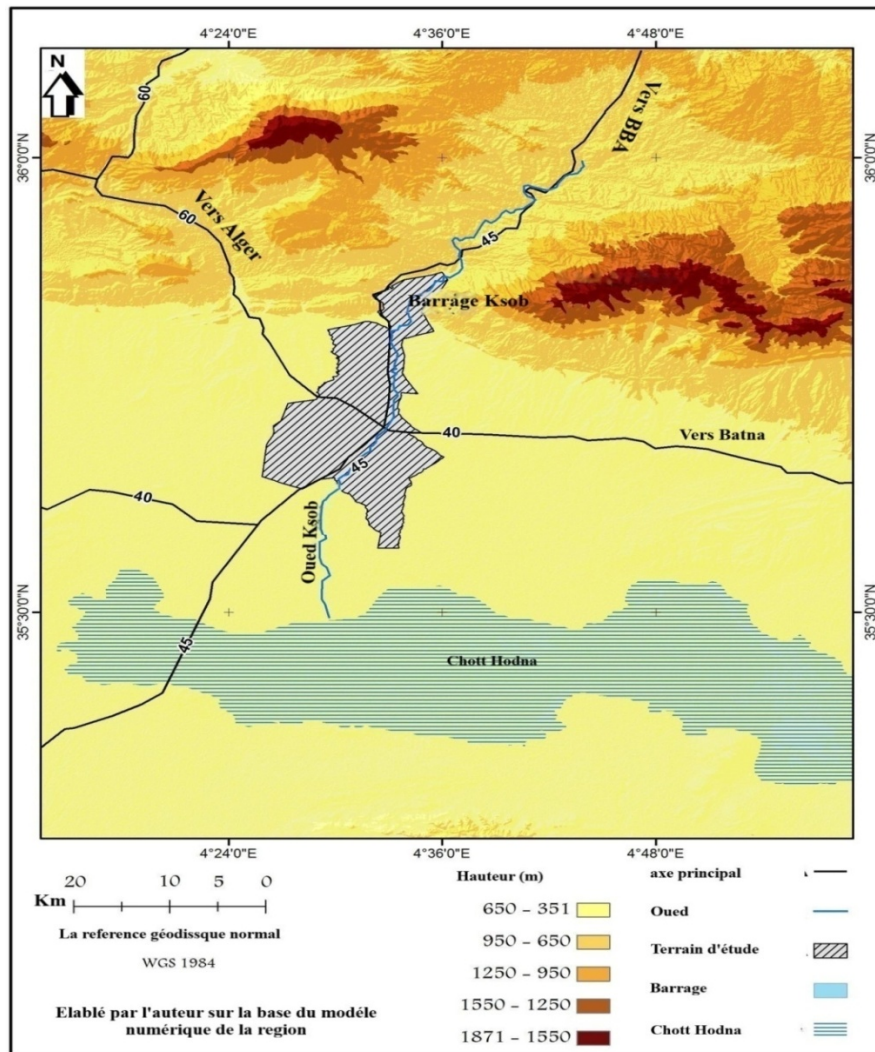 4°24'0"E 4°36'0"E 4°48'0"E
N
60
Vers BBA
36°0'0"N 36°0'0"N
Vers Alger
60
45
Barrage Ksob
40
Vers Batna
45
40
Oued Ksob
35°30'0"N 35°30'0"N
45
Chott Hodna
4°24'0"E 4°36'0"E 4°48'0"E
20 10 5 0
Km
La reference géodissque normal
WGS 1984
Elablé par l'auteur sur la base du modéle
numérique de la region
Hauteur (m)
650 - 351
950 - 650
1250 - 950
1550 - 1250
1871 - 1550
axe principal
Oued
Terrain d'étude
Barrage
Chott Hodna